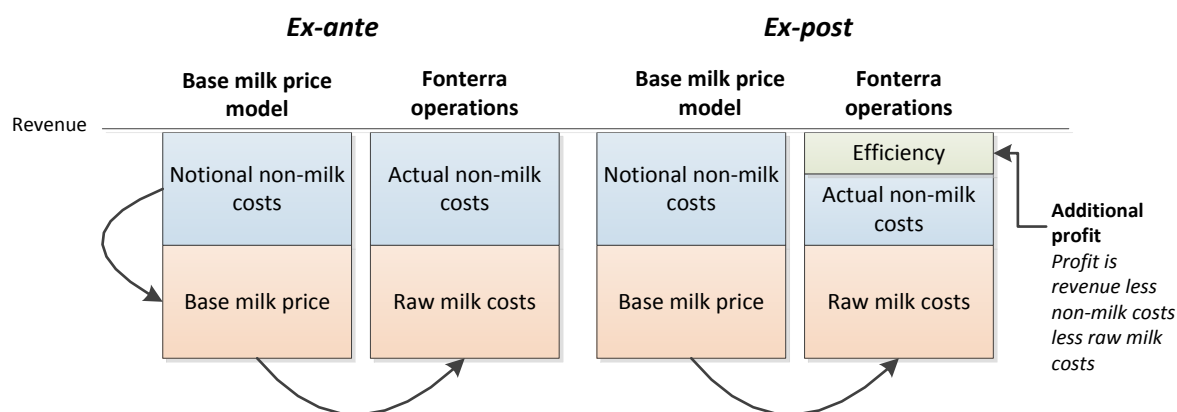 Ex-ante
Ex-post
Base milk price
model
Fonterra
operations
Base milk price
model
Fonterra
operations
Revenue
Notional non-milk
costs
Actual non-milk
costs
Notional non-milk
costs
Efficiency
Actual non-milk
costs
Base milk price
Raw milk costs
Base milk price
Raw milk costs
Additional
profit
Profit is
revenue less
non-milk costs
less raw milk
costs